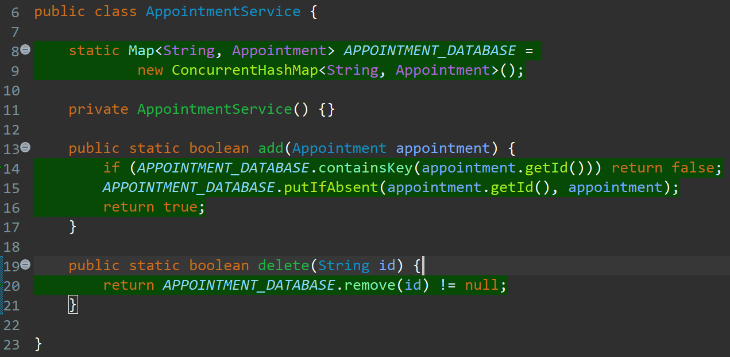 6 public class AppointmentService {
7
8 static Map<String, Appointment> APPOINTMENT_DATABASE =
9 new ConcurrentHashMap<String, Appointment>();
10
11 private AppointmentService() {}
12
13 public static boolean add(Appointment appointment) {
14 if (APPOINTMENT_DATABASE.containsKey(appointment.getId())) return false;
15 APPOINTMENT_DATABASE.putIfAbsent(appointment.getId(), appointment);
16 return true;
17 }
18
19 public static boolean delete(String id) {
20 return APPOINTMENT_DATABASE.remove(id) != null;
21 }
22
23 }